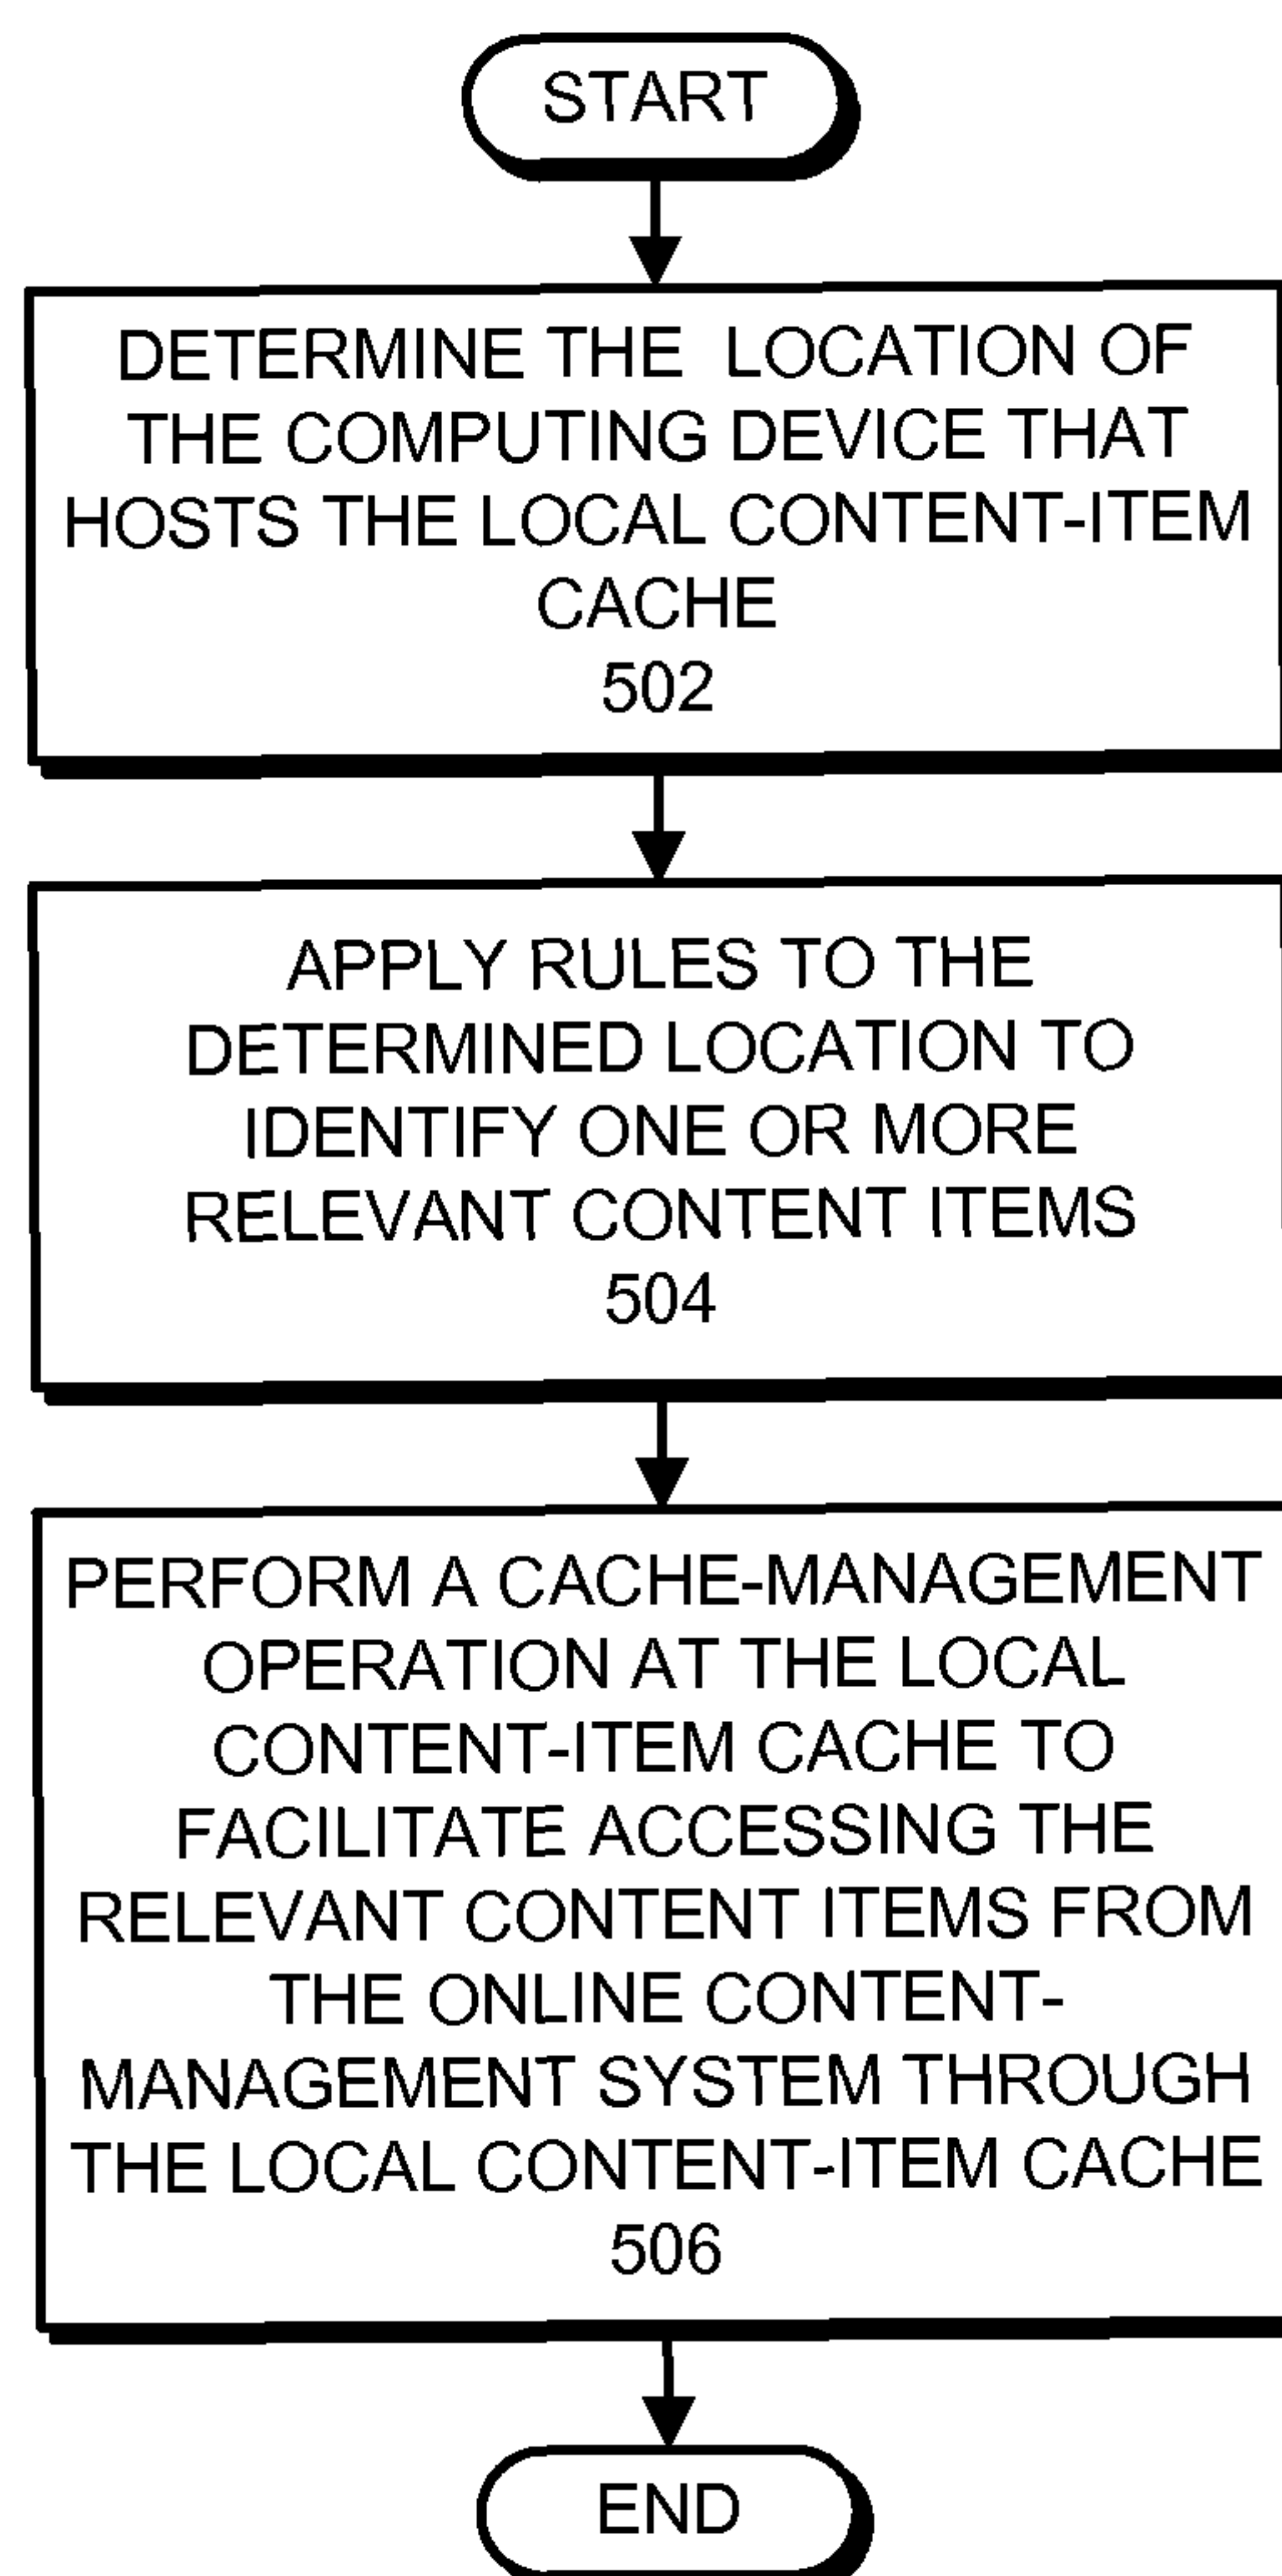 START
DETERMINE THE LOCATION OF
THE COMPUTING DEVICE THAT
HOSTS THE LOCAL CONTENT-ITEM
CACHE
502
APPLY RULES TO THE
DETERMINED LOCATION TO
IDENTIFY ONE OR MORE
RELEVANT CONTENT ITEMS
504
PERFORM A CACHE-MANAGEMENT
OPERATION AT THE LOCAL
CONTENT-ITEM CACHE TO
FACILITATE ACCESSING THE
RELEVANT CONTENT ITEMS FROM
THE ONLINE CONTENT-
MANAGEMENT SYSTEM THROUGH
THE LOCAL CONTENT-ITEM CACHE
506
END